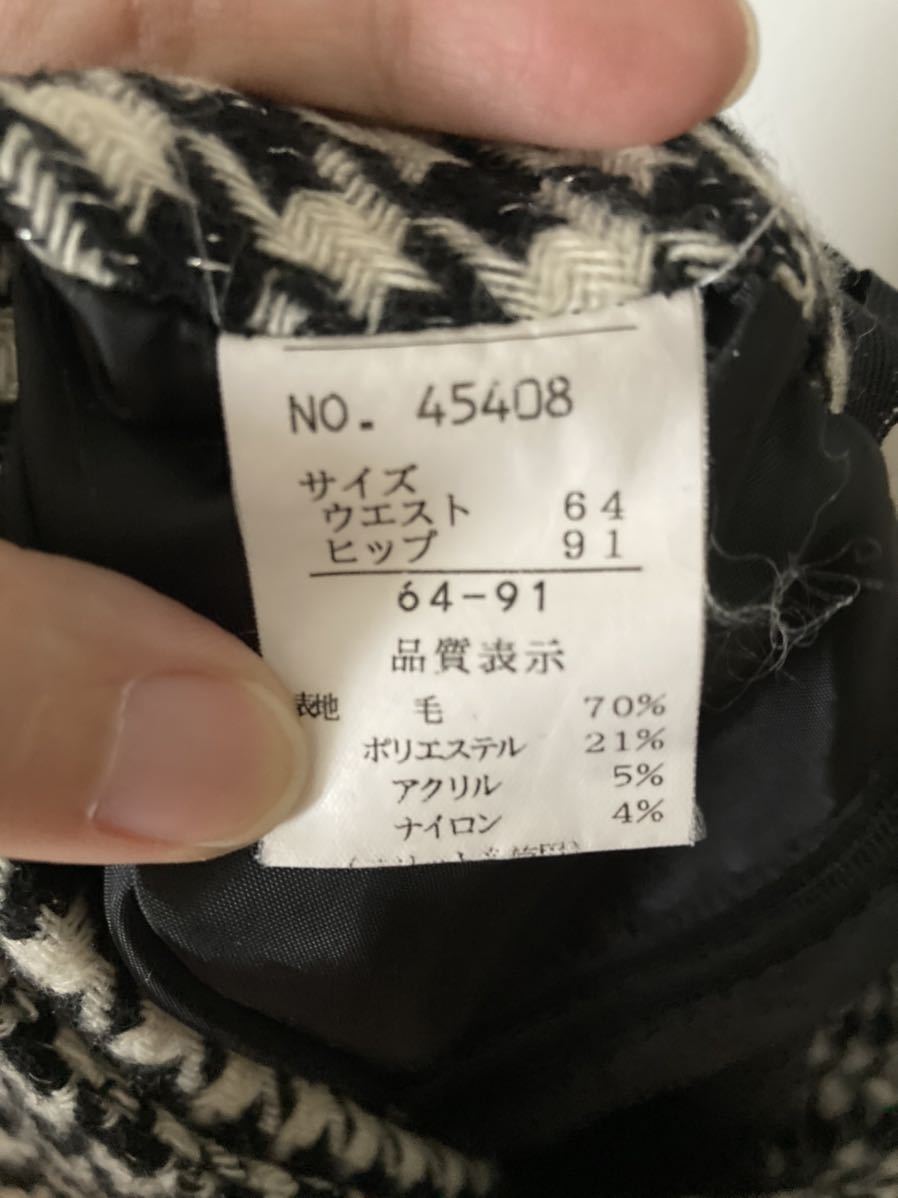 NO. 45408
サイズ
ウエスト 64
ヒップ 91
64-91
品質表示
表地 毛 70%
ポリエステル 21%
アクリル 5%
ナイロン 4%